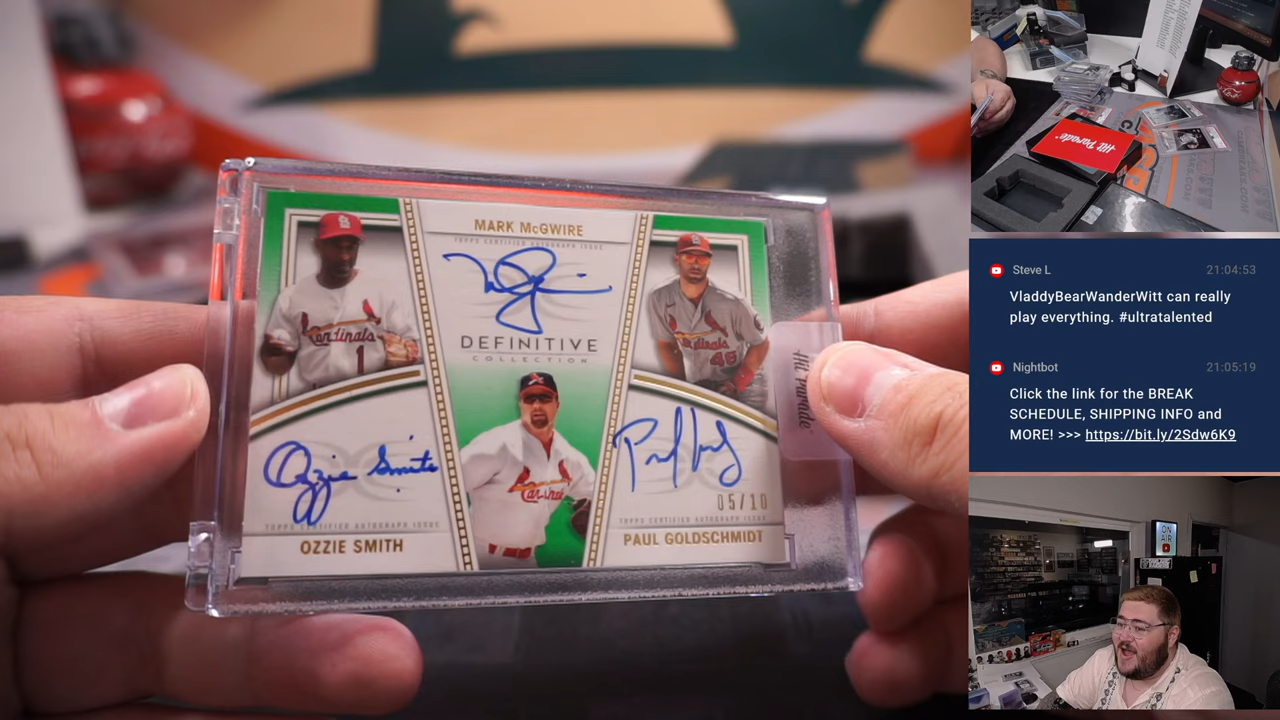 MARK McGWIRE
TOPPS CERTIFIED AUTOGRAPH ISSUE
DEFINITIVE
COLLECTION
Cardinals
1
Cardinals
46
Cardinals
Ozzie Smith
05/10
TOPPS CERTIFIED AUTOGRAPH ISSUE
OZZIE SMITH
TOPPS CERTIFIED AUTOGRAPH ISSUE
PAUL GOLDSCHMIDT
Hit Parade
Hit Parade
Steve L 21:04:53
VladdyBearWanderWitt can really
play everything. #ultratalented
Nightbot 21:05:19
Click the link for the BREAK
SCHEDULE, SHIPPING INFO and
MORE! >>> https://bit.ly/2Sdw6K9
ON
AIR